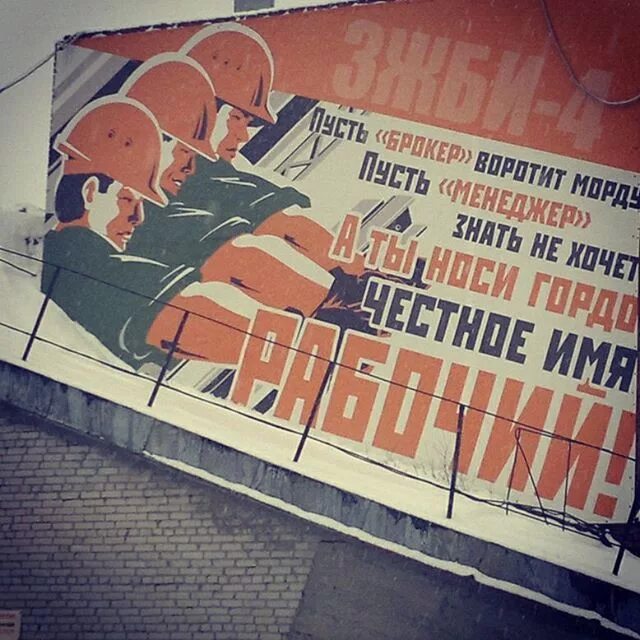 ЗЖБИ-4
Пусть «БРОКЕР» ВОРОТИТ МОРДУ
Пусть «МЕНЕДЖЕР»
ЗНАТЬ НЕ ХОЧЕТ
А ТЫ НОСИ ГОРДО
ЧЕСТНОЕ ИМЯ
РАБОЧИЙ!